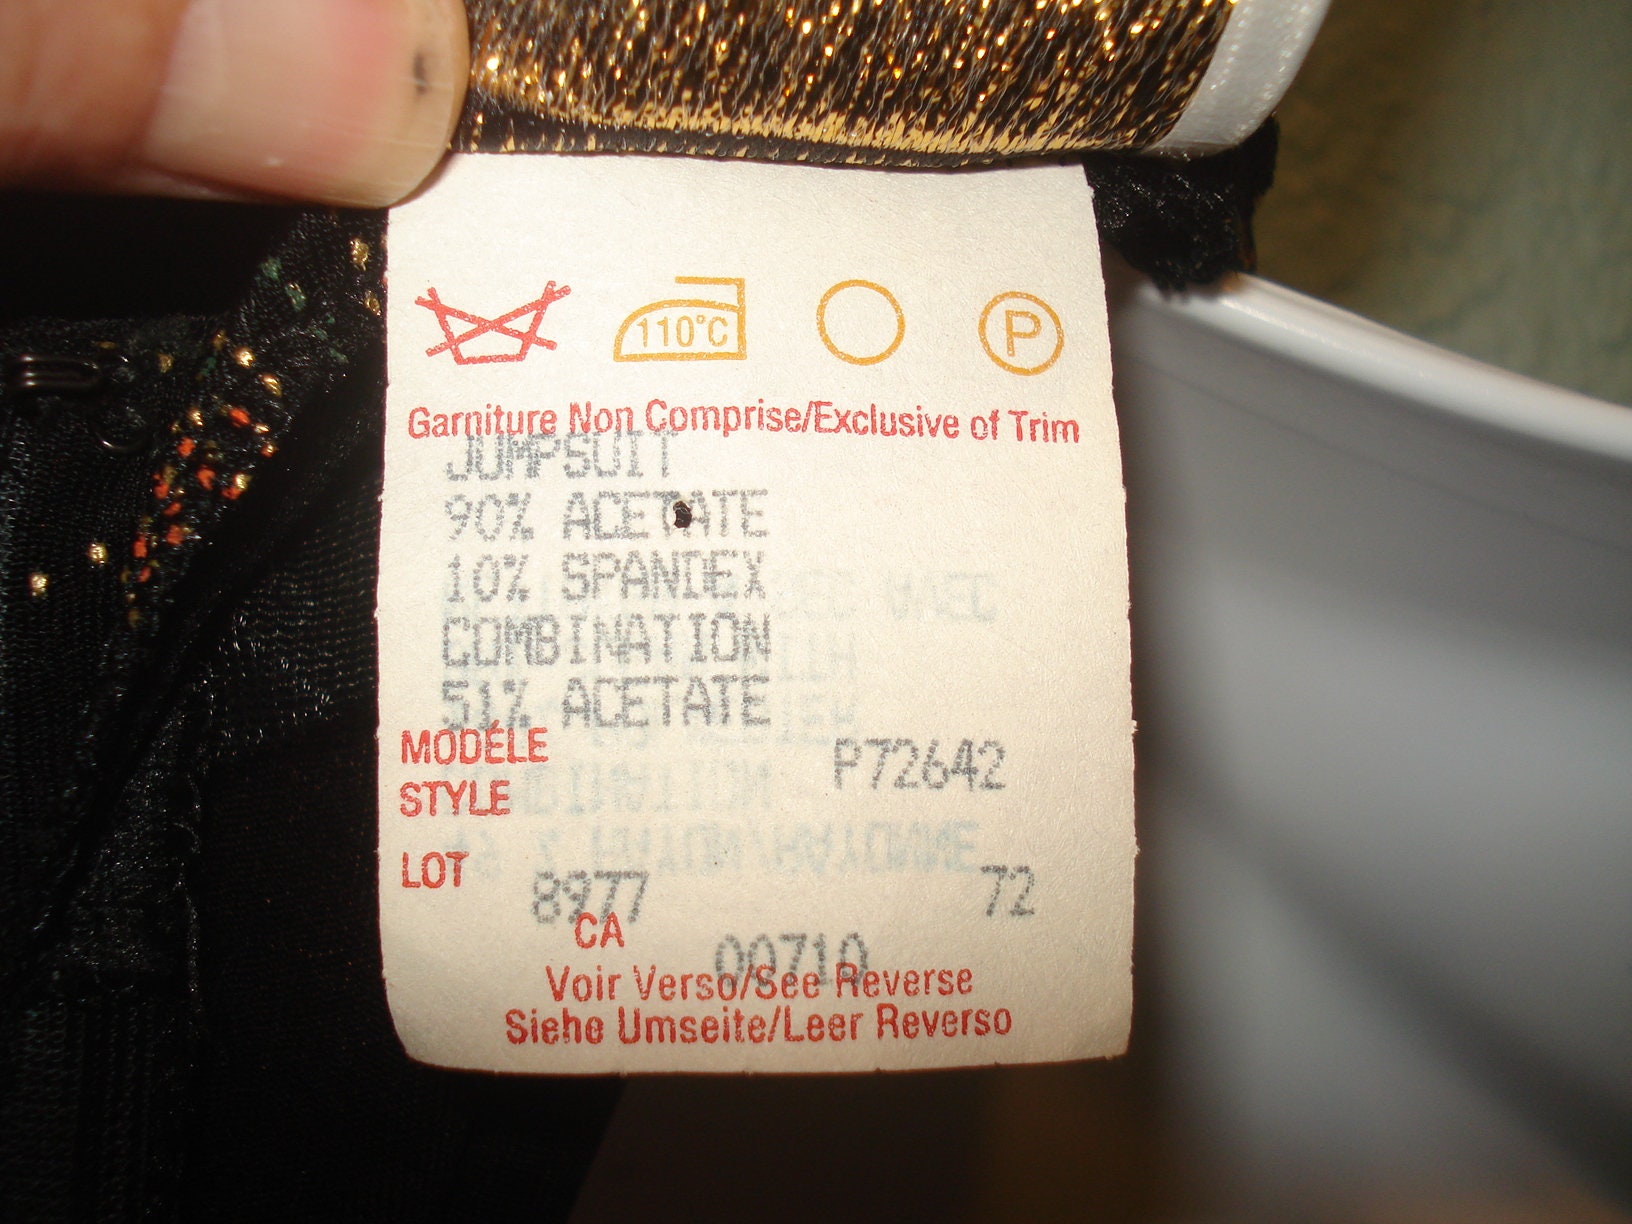 110°C
P
Garniture Non Comprise/Exclusive of Trim
JUMPSUIT
90% ACETATE
10% SPANDEX
COMBINATION
51% ACETATE
MODÉLE P72642
STYLE
LOT 8977 72
CA 00710
Voir Verso/See Reverse
Siehe Umseite/Leer Reverso